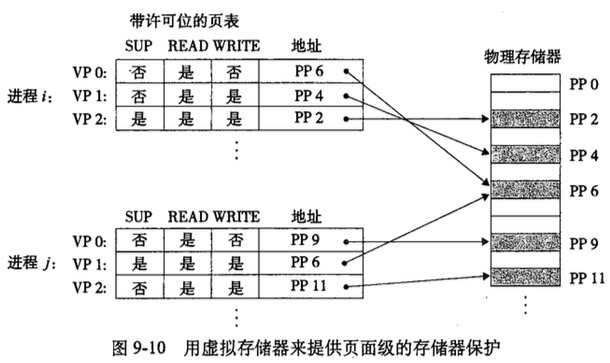 带许可位的页表
SUP READ WRITE 地址
进程 i: VP 0: 否 是 否 PP 6
VP 1: 否 是 是 PP 4
VP 2: 是 是 是 PP 2
⋮
SUP READ WRITE 地址
进程 j: VP 0: 否 是 否 PP 9
VP 1: 是 是 是 PP 6
VP 2: 否 是 是 PP 11
⋮
物理存储器
PP 0
PP 2
PP 4
PP 6
PP 9
PP 11
⋮
图 9-10 用虚拟存储器来提供页面级的存储器保护